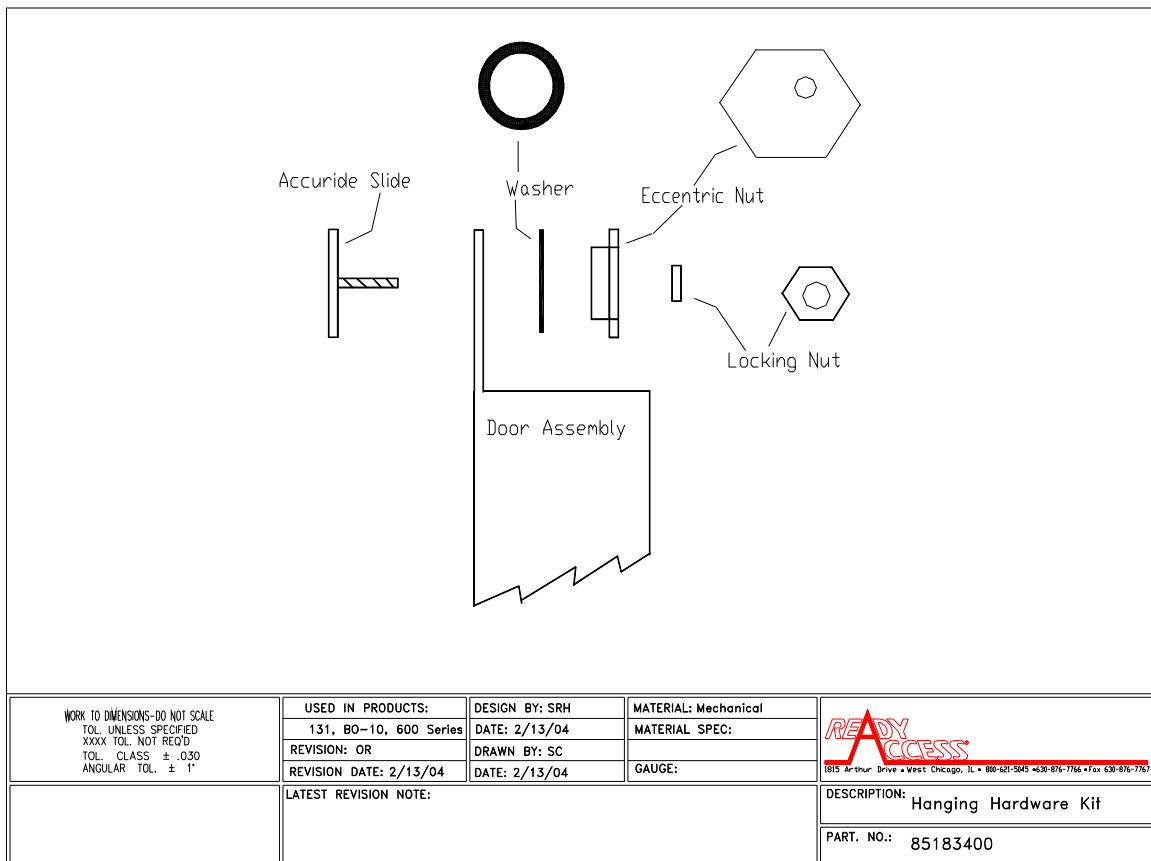 Accuride Slide
Washer
Eccentric Nut
Locking Nut
Door Assembly
WORK TO DIMENSIONS-DO NOT SCALE
TOL. UNLESS SPECIFIED
XXXX TOL. NOT REQ'D
TOL. CLASS ± .030
ANGULAR TOL. ± 1°
USED IN PRODUCTS:
131, BO-10, 600 Series
REVISION: OR
REVISION DATE: 2/13/04
DESIGN BY: SRH
DATE: 2/13/04
DRAWN BY: SC
DATE: 2/13/04
MATERIAL: Mechanical
MATERIAL SPEC:
GAUGE:
READY ACCESS
1815 Arthur Drive • West Chicago, IL • 800-621-5045 •630-876-7766 • Fax 630-876-7767
LATEST REVISION NOTE:
DESCRIPTION: Hanging Hardware Kit
PART. NO.: 85183400